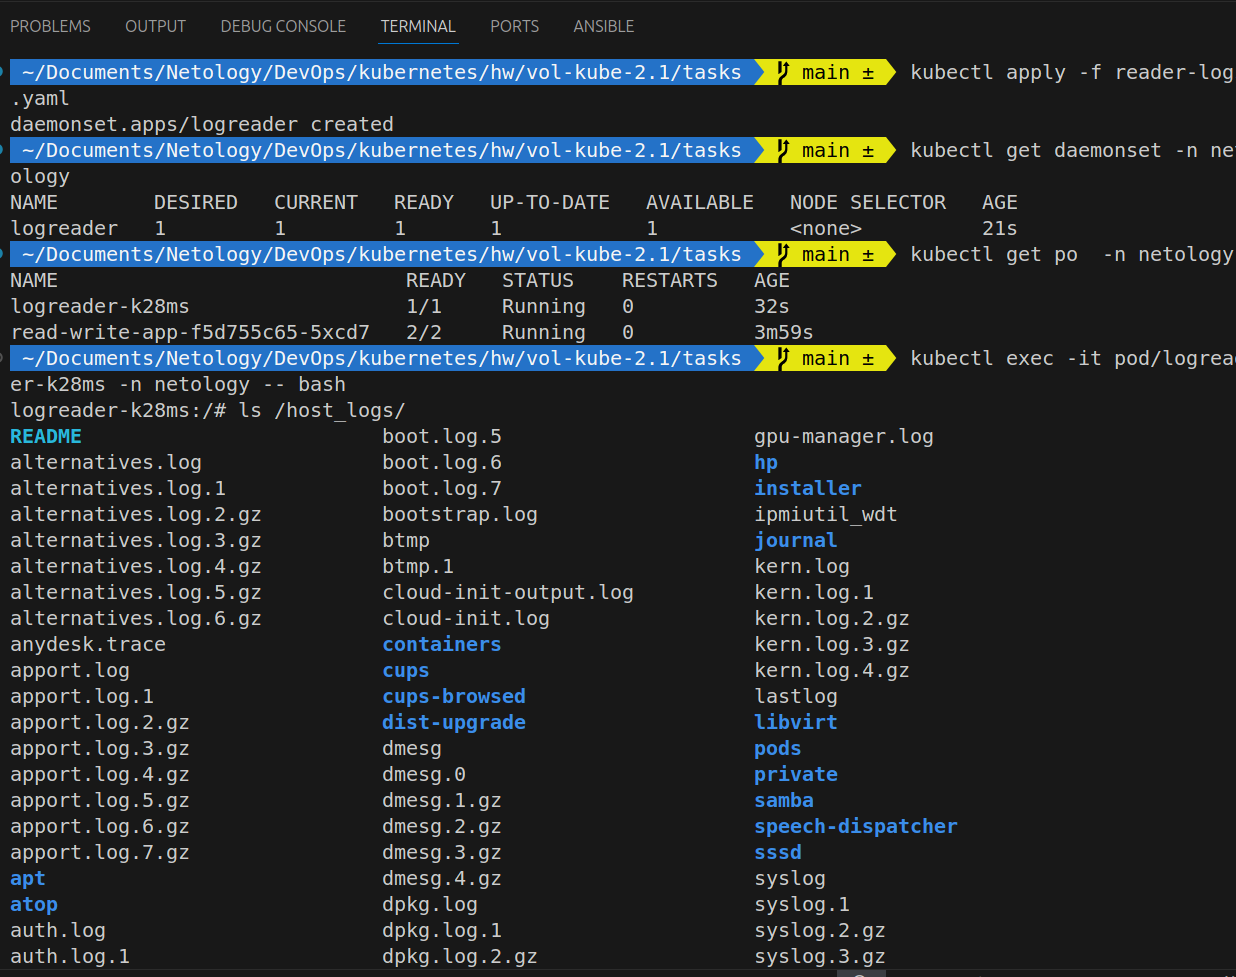 PROBLEMS OUTPUT DEBUG CONSOLE TERMINAL PORTS ANSIBLE
~/Documents/Netology/DevOps/kubernetes/hw/vol-kube-2.1/tasks main ± kubectl apply -f reader-log
.yaml
daemonset.apps/logreader created
~/Documents/Netology/DevOps/kubernetes/hw/vol-kube-2.1/tasks main ± kubectl get daemonset -n net
ology
NAME DESIRED CURRENT READY UP-TO-DATE AVAILABLE NODE SELECTOR AGE
logreader 1 1 1 1 1 <none> 21s
~/Documents/Netology/DevOps/kubernetes/hw/vol-kube-2.1/tasks main ± kubectl get po  -n netology
NAME READY STATUS RESTARTS AGE
logreader-k28ms 1/1 Running 0 32s
read-write-app-f5d755c65-5xcd7 2/2 Running 0 3m59s
~/Documents/Netology/DevOps/kubernetes/hw/vol-kube-2.1/tasks main ± kubectl exec -it pod/logread
er-k28ms -n netology -- bash
logreader-k28ms:/# ls /host_logs/
README boot.log.5 gpu-manager.log
alternatives.log boot.log.6 hp
alternatives.log.1 boot.log.7 installer
alternatives.log.2.gz bootstrap.log ipmiutil_wdt
alternatives.log.3.gz btmp journal
alternatives.log.4.gz btmp.1 kern.log
alternatives.log.5.gz cloud-init-output.log kern.log.1
alternatives.log.6.gz cloud-init.log kern.log.2.gz
anydesk.trace containers kern.log.3.gz
apport.log cups kern.log.4.gz
apport.log.1 cups-browsed lastlog
apport.log.2.gz dist-upgrade libvirt
apport.log.3.gz dmesg pods
apport.log.4.gz dmesg.0 private
apport.log.5.gz dmesg.1.gz samba
apport.log.6.gz dmesg.2.gz speech-dispatcher
apport.log.7.gz dmesg.3.gz sssd
apt dmesg.4.gz syslog
atop dpkg.log syslog.1
auth.log dpkg.log.1 syslog.2.gz
auth.log.1 dpkg.log.2.gz syslog.3.gz